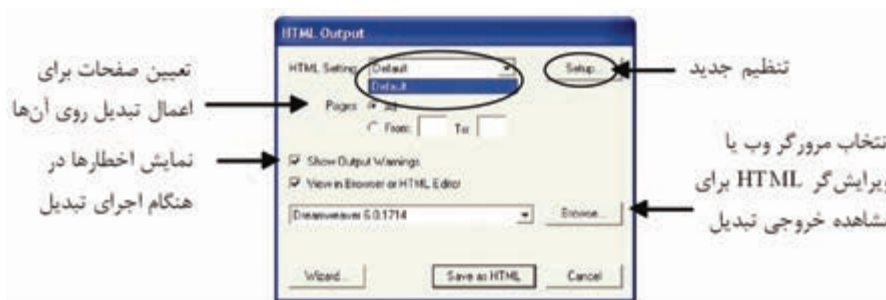 HTML Output
HTML Setting: Default
Default
Setup...
Pages: All
From: To:
Show Output Warnings
View in Browser or HTML Editor
Dreamweaver 6.0.1714
Browse...
Wizard...
Save as HTML
Cancel
تعیین صفحات برای
اعمال تبدیل روی آن‌ها
نمایش اخطارها در
هنگام اجرای تبدیل
تنظیم جدید
نتخاب مرورگر وب یا
ویرایش‌گر HTML برای
مشاهده خروجی تبدیل